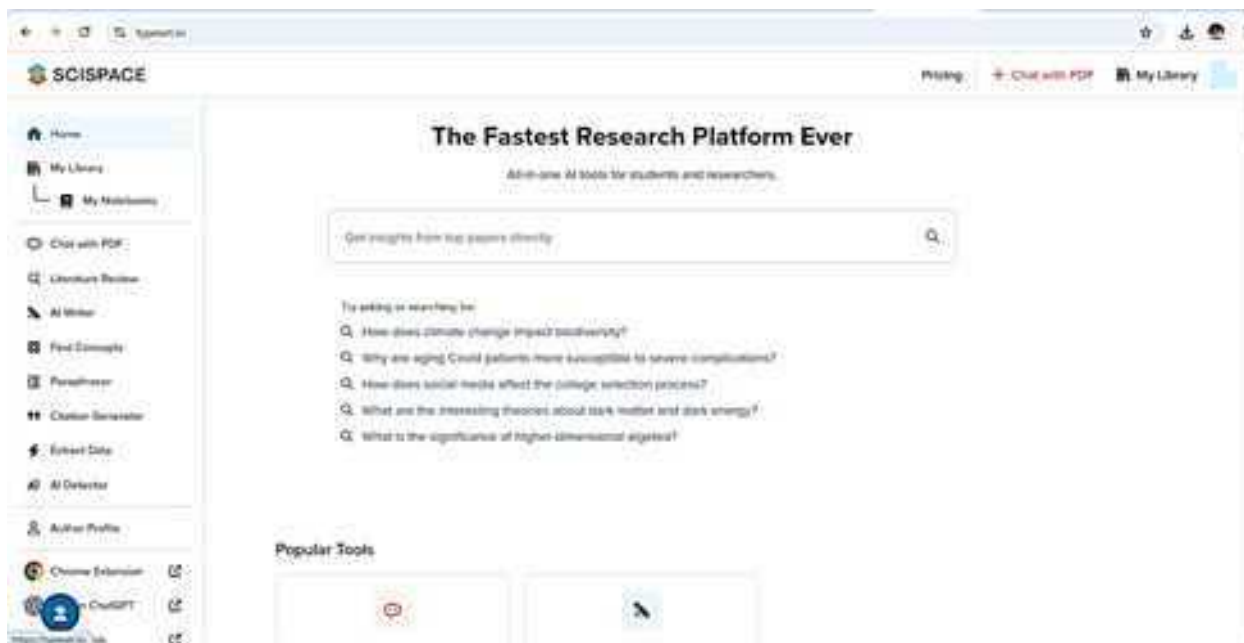 typeset.io
SCISPACE
Pricing
Chat with PDF
My Library
Home
My Library
My Notebooks
Chat with PDF
Literature Review
AI Writer
Find Concepts
Paraphraser
Citation Generator
Extract Data
AI Detector
Author Profile
Chrome Extension
ChatGPT
The Fastest Research Platform Ever
All-in-one AI tools for students and researchers.
Get insights from top papers directly
Try asking or searching for:
How does climate change impact biodiversity?
Why are aging Covid patients more susceptible to severe complications?
How does social media affect the college selection process?
What are the interesting theories about dark matter and dark energy?
What is the significance of higher-dimensional algebra?
Popular Tools